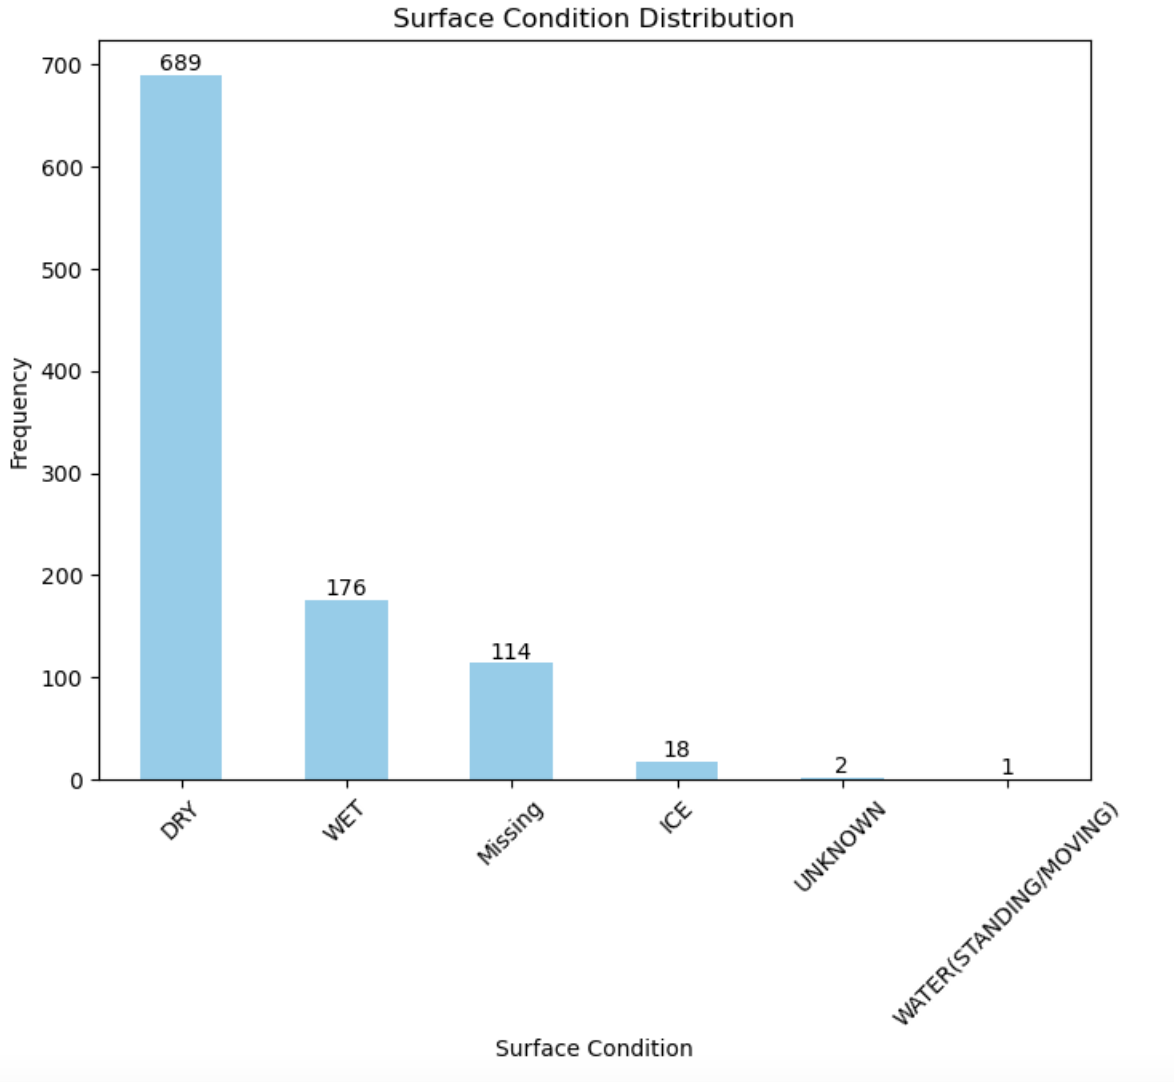 Surface Condition Distribution
700
600
500
400
300
200
100
0
Frequency
689
176
114
18
2
1
DRY
WET
Missing
ICE
UNKNOWN
WATER(STANDING/MOVING)
Surface Condition